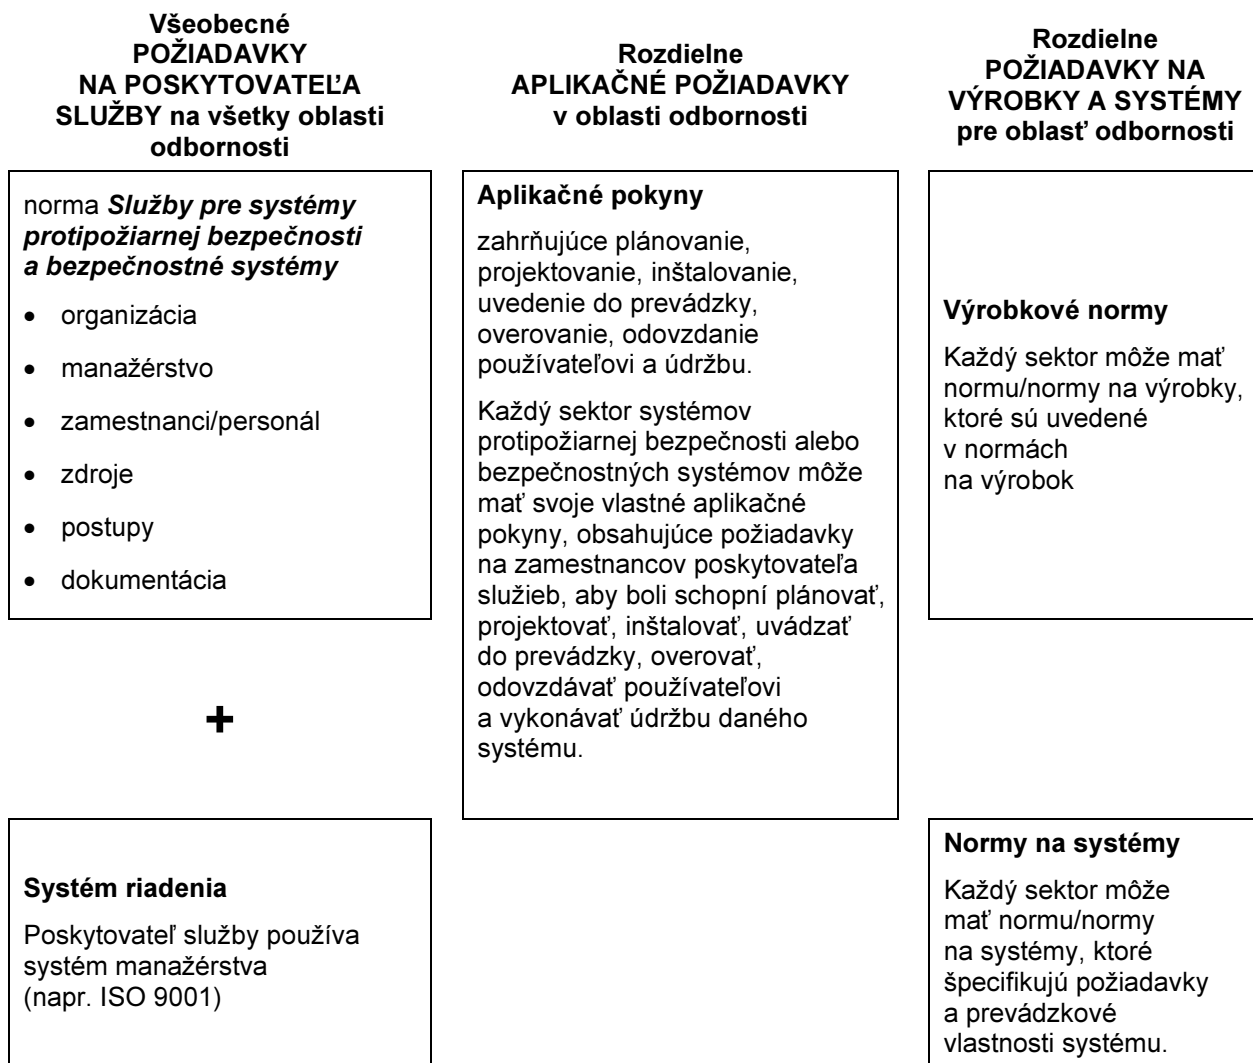 Všeobecné
POŽIADAVKY
NA POSKYTOVATEĽA
SLUŽBY na všetky oblasti
odbornosti
norma Služby pre systémy
protipožiarnej bezpečnosti
a bezpečnostné systémy
• organizácia
• manažérstvo
• zamestnanci/personál
• zdroje
• postupy
• dokumentácia
+
Systém riadenia
Poskytovateľ služby používa
systém manažérstva
(napr. ISO 9001)
Rozdielne
APLIKAČNÉ POŽIADAVKY
v oblasti odbornosti
Aplikačné pokyny
zahrňujúce plánovanie,
projektovanie, inštalovanie,
uvedenie do prevádzky,
overovanie, odovzdanie
používateľovi a údržbu.
Každý sektor systémov
protipožiarnej bezpečnosti alebo
bezpečnostných systémov môže
mať svoje vlastné aplikačné
pokyny, obsahujúce požiadavky
na zamestnancov poskytovateľa
služieb, aby boli schopní plánovať,
projektovať, inštalovať, uvádzať
do prevádzky, overovať,
odovzdávať používateľovi
a vykonávať údržbu daného
systému.
Rozdielne
POŽIADAVKY NA
VÝROBKY A SYSTÉMY
pre oblasť odbornosti
Výrobkové normy
Každý sektor môže mať
normu/normy na výrobky,
ktoré sú uvedené
v normách
na výrobok
Normy na systémy
Každý sektor môže
mať normu/normy
na systémy, ktoré
špecifikujú požiadavky
a prevádzkové
vlastnosti systému.